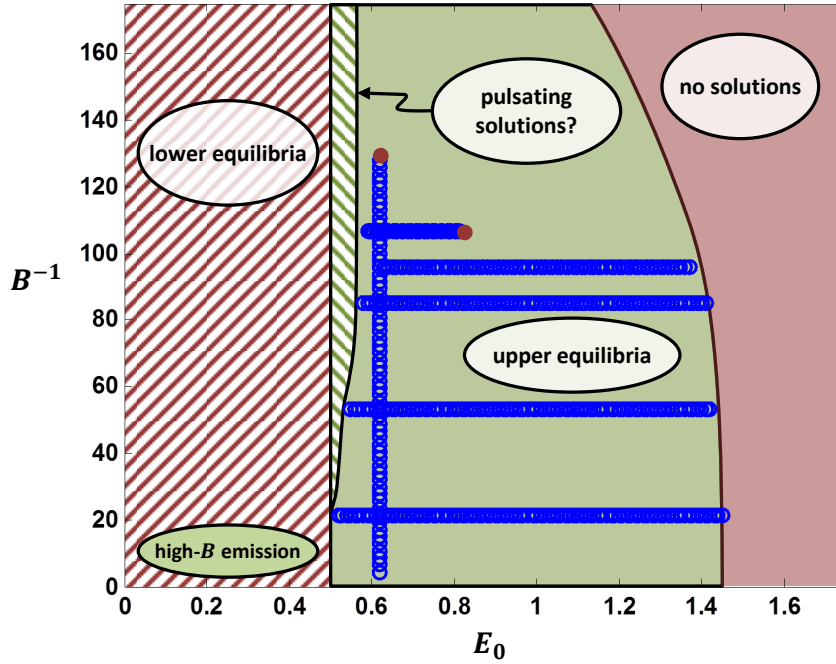 160
140
120
100
80
60
40
20
0
B⁻¹
lower equilibria
pulsating
solutions?
no solutions
upper equilibria
high-B emission
0 0.2 0.4 0.6 0.8 1 1.2 1.4 1.6
E₀